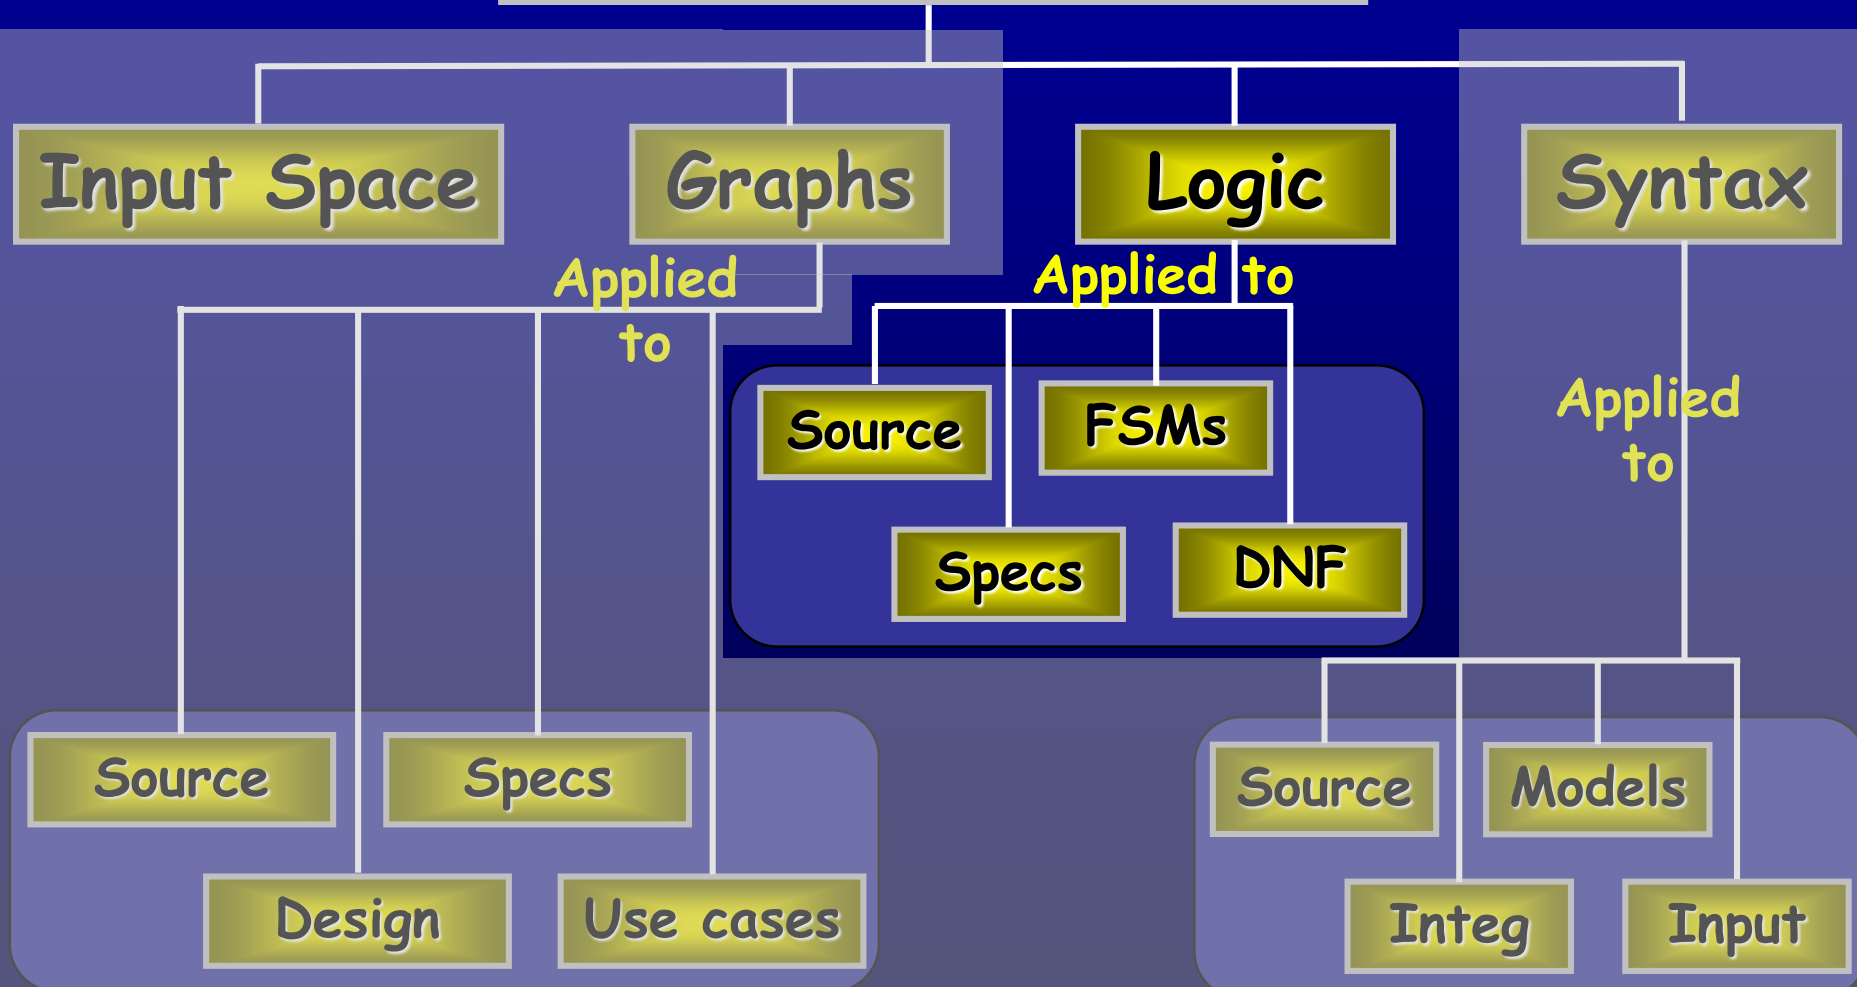 Input Space
Graphs
Logic
Syntax
Applied
to
Applied to
Applied
to
Source
FSMs
Specs
DNF
Source
Specs
Design
Use cases
Source
Models
Integ
Input